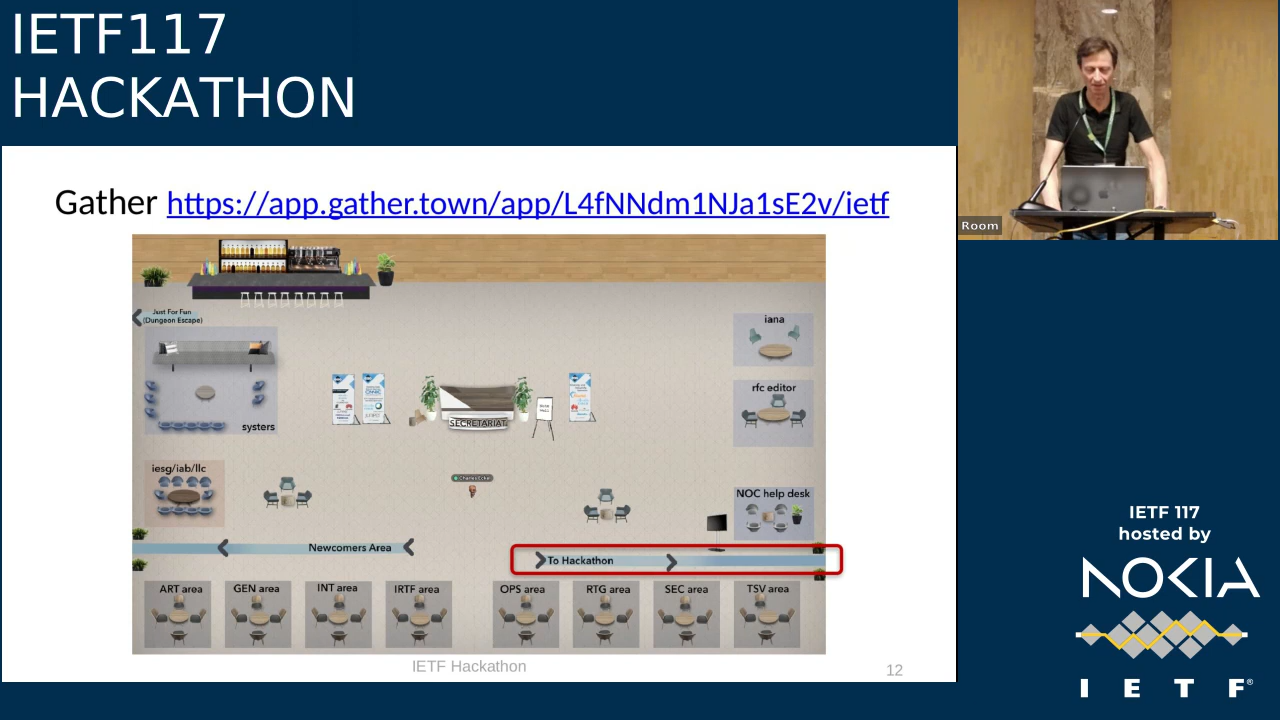 IETF117
HACKATHON
Room
Gather https://app.gather.town/app/L4fNNdm1NJa1sE2v/ietf
Just For Fun
(Dungeon Escape)
iana
rfc editor
SECRETARIAT
systers
iesg/iab/llc
Charles Eckel
NOC help desk
Newcomers Area
To Hackathon
ART area
GEN area
INT area
IRTF area
OPS area
RTG area
SEC area
TSV area
IETF Hackathon
12
IETF 117
hosted by
NOKIA
I E T F®